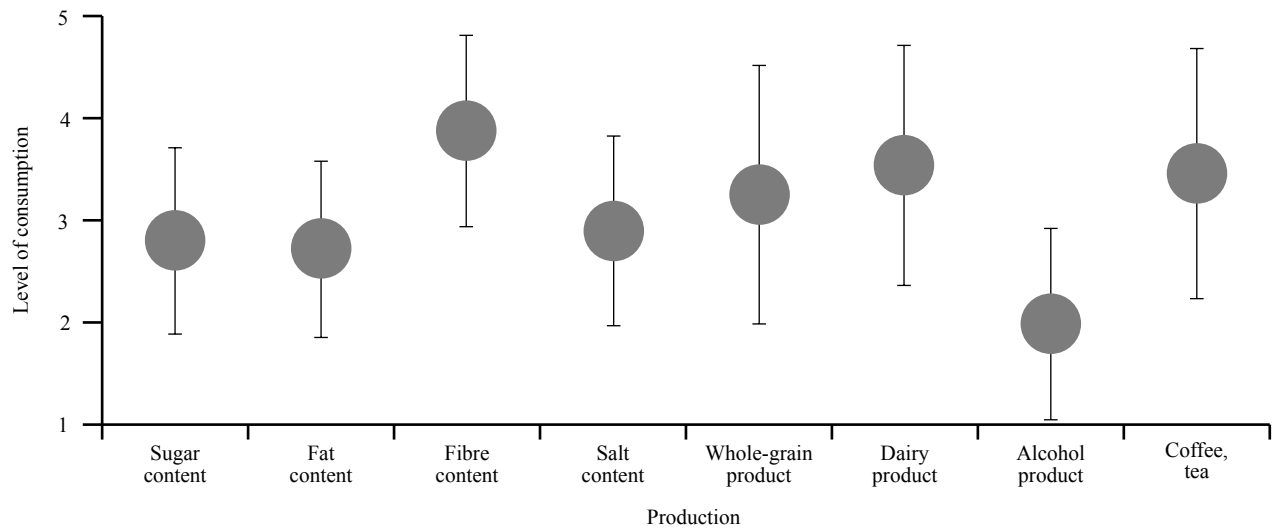 5
4
3
2
1
Level of consumption
Sugar
content
Fat
content
Fibre
content
Salt
content
Whole-grain
product
Dairy
product
Alcohol
product
Coffee,
tea
Production